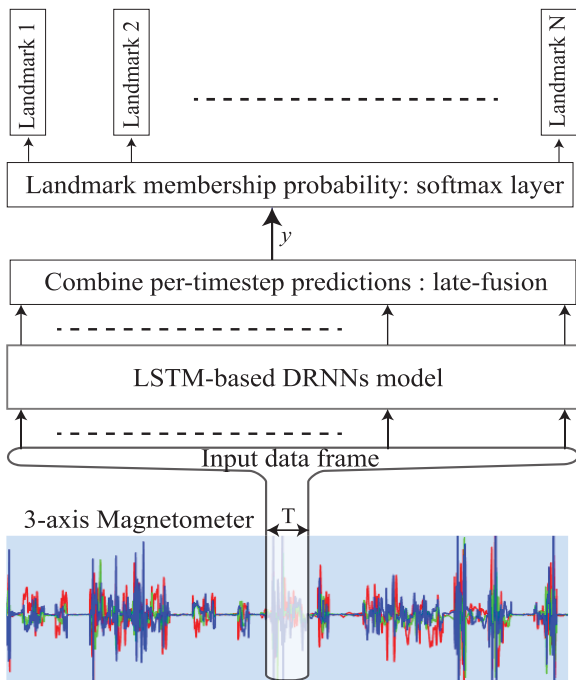 Landmark 1
Landmark 2
Landmark N
Landmark membership probability: softmax layer
y
Combine per-timestep predictions : late-fusion
LSTM-based DRNNs model
Input data frame
3-axis Magnetometer
T